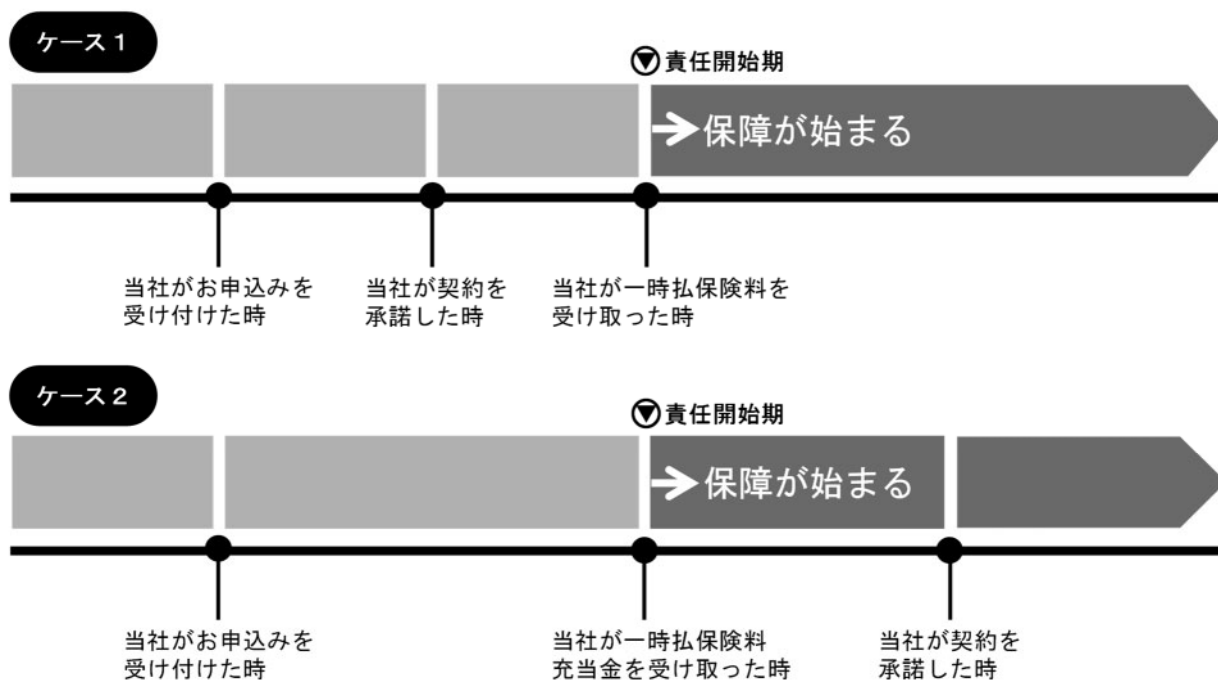 ケース1
責任開始期
保障が始まる
当社がお申込みを
受け付けた時
当社が契約を
承諾した時
当社が一時払保険料を
受け取った時
ケース2
責任開始期
保障が始まる
当社がお申込みを
受け付けた時
当社が一時払保険料
充当金を受け取った時
当社が契約を
承諾した時